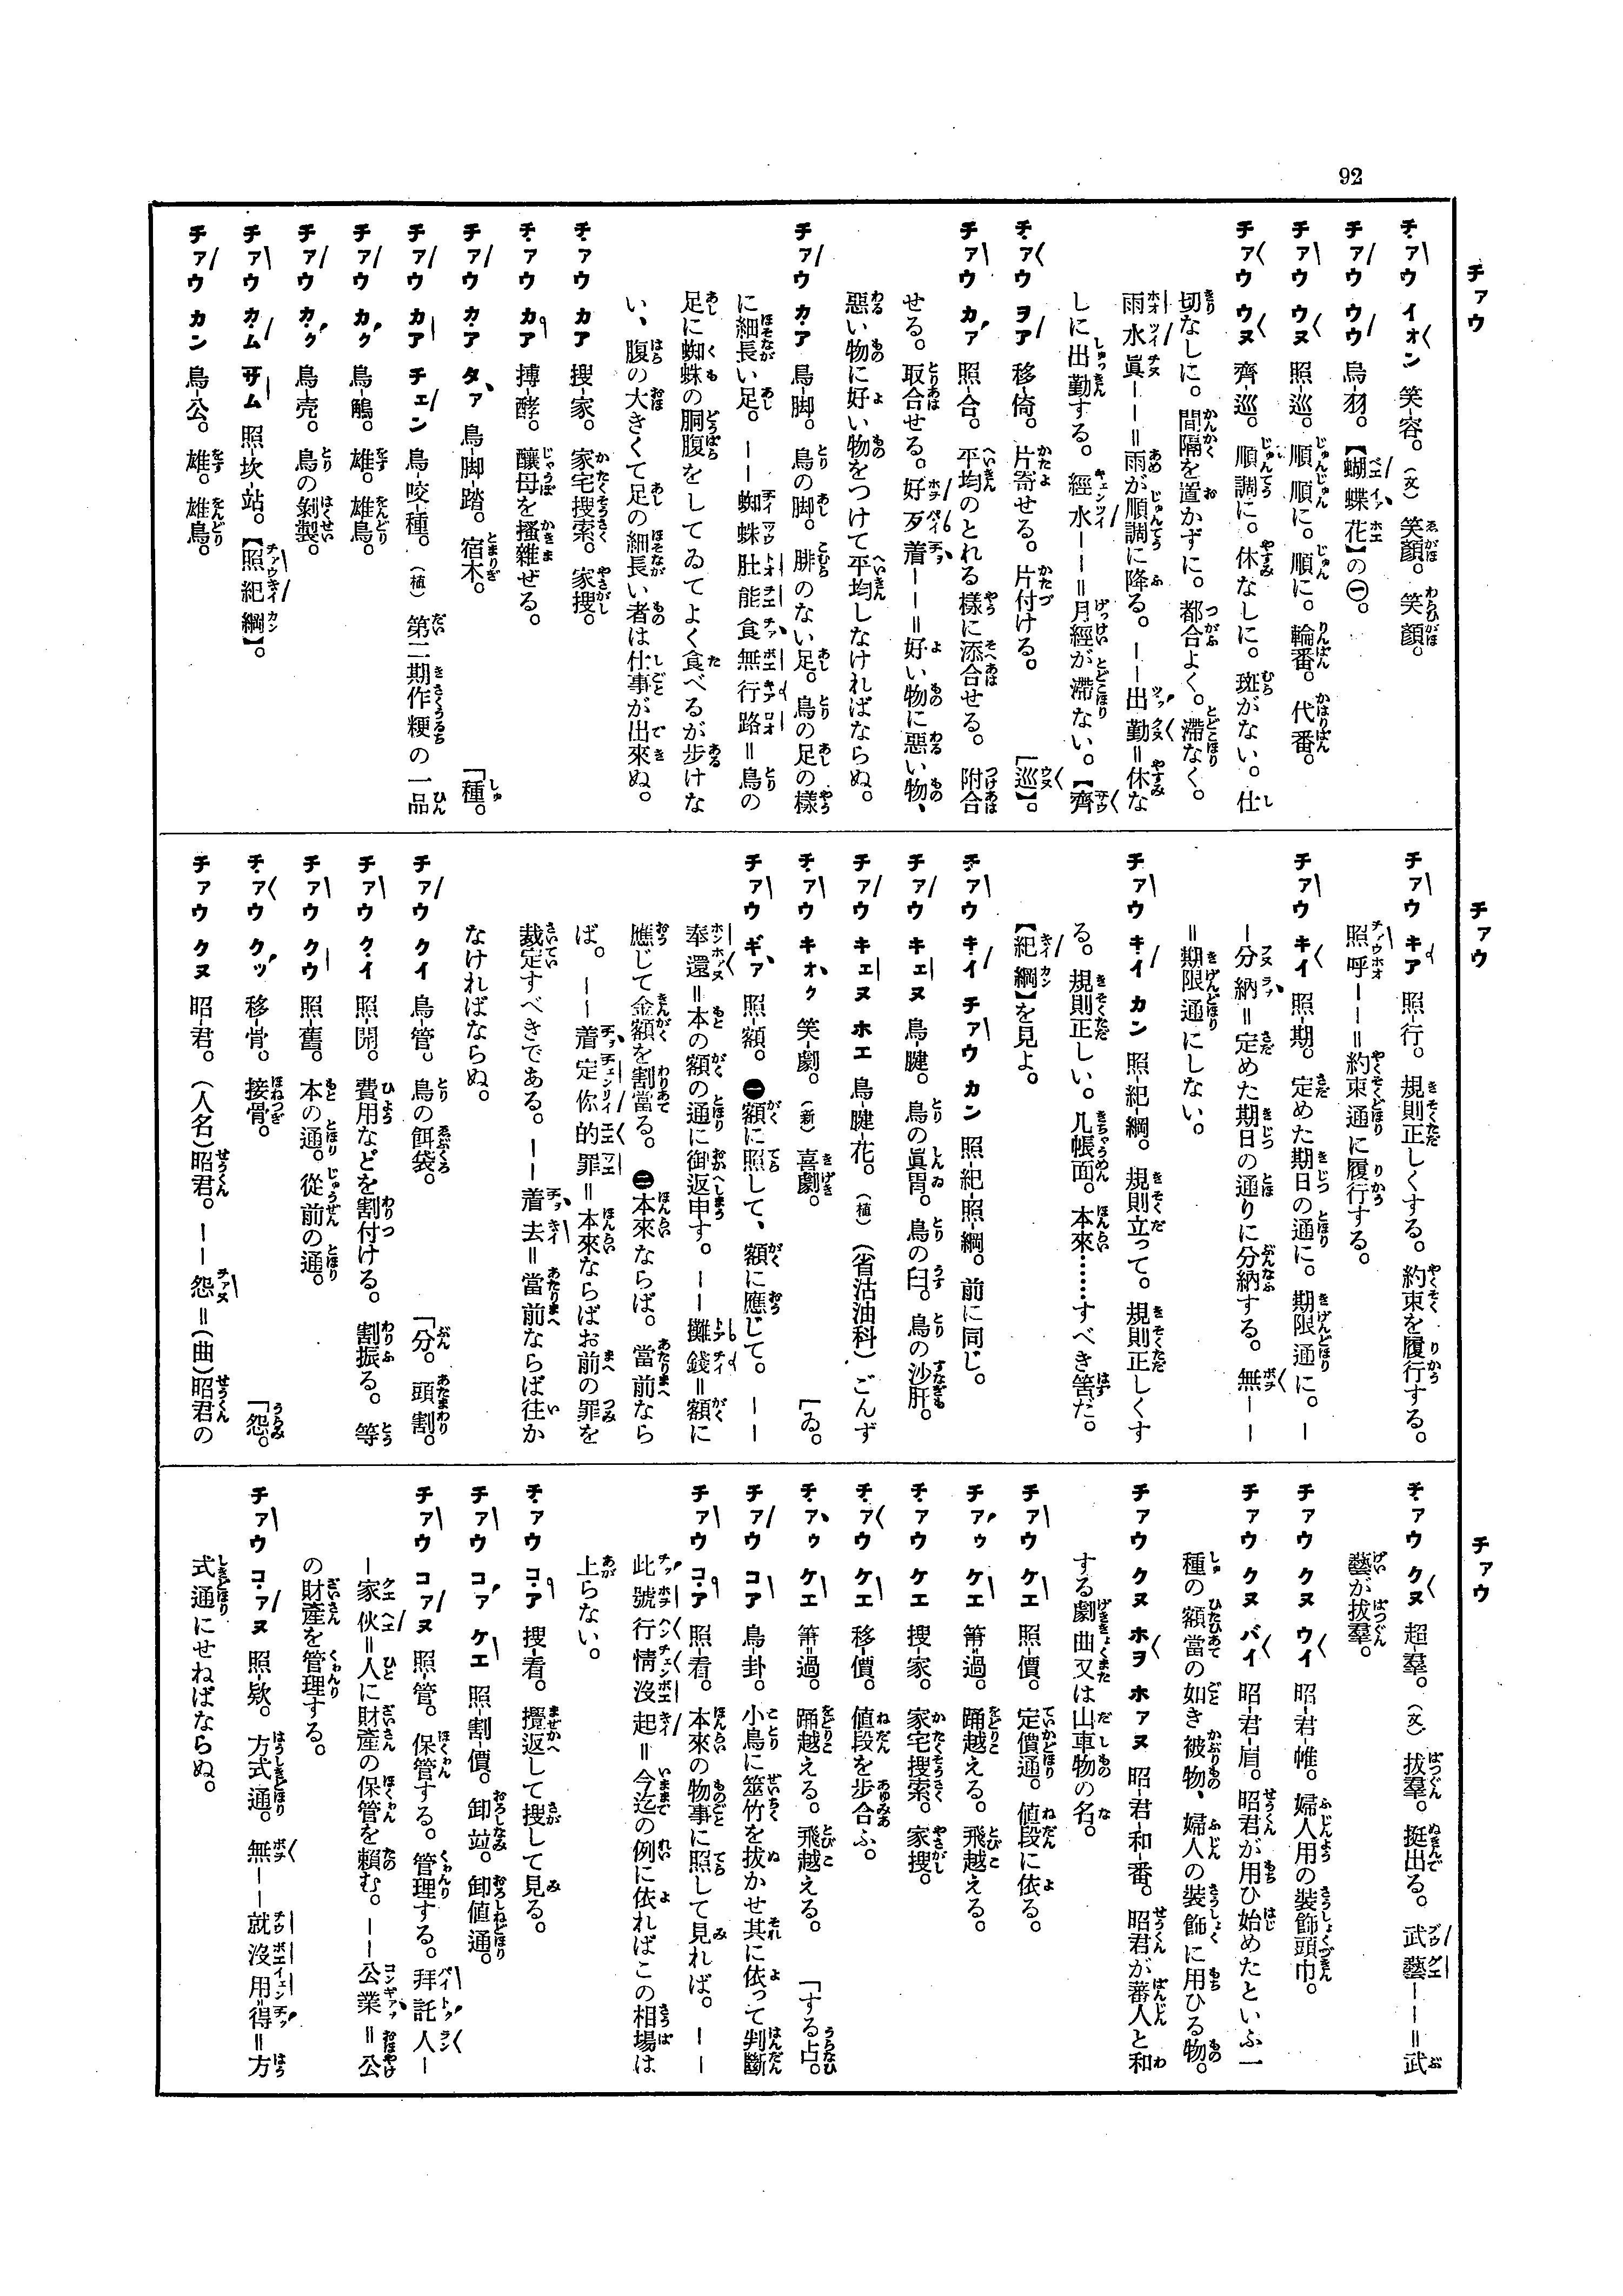 92
チァウ
チァウ イォン 笑-容。(文) 笑顏。笑顏。
チァウ ウウ 烏-羽。【蝴蝶花】の㊀。
チァウ ウヌ 照-巡。順順に。順に。輪番。代番。
チァウ ウヌ 齊-巡。順調に。休なしに。斑がない。仕
切なしに。間隔を置かずに。都合よく。滯なく。
雨水眞——=雨が順調に降る。——出勤=休な
しに出勤する。經水——=月經が滯ない。【齊
チァウ ヲア 移-倚。片寄せる。片付ける。「巡】。
チァウ カァ 照-合。平均のとれる樣に添合せる。附合
せる。取合せる。好歹着——=好い物に惡い物、
惡い物に好い物をつけて平均しなければならぬ。
チァウ カア 鳥-脚。鳥の脚。腓のない足。鳥の足の樣
に細長い足。——蜘蛛肚能食無行路=鳥の
足に蜘蛛の胴腹をしてゐてよく食べるが步けな
い、腹の大きくて足の細長い者は仕事が出來ぬ。
チァウ カア 搜-家。家宅搜索。家搜。
チァウ カア 摶-酵。釀母を搔雜ぜる。
チァウ カア タァ 鳥-脚-踏。宿木。「種。
チァウ カア チェン 鳥-咬-種。(植) 第二期作粳の一品
チァウ カク 鳥-鵤。雄。雄鳥。
チァウ カク 鳥-壳。鳥の剝製。
チァウ カム ザム 照-坎-站。【照紀綱】。
チァウ カン 鳥-公。雄。雄鳥。
チァウ
チァウ キア 照-行。規則正しくする。約束を履行する。
照呼——=約束通に履行する。
チァウ キイ 照-期。定めた期日の通に。期限通に。—
—分納=定めた期日の通りに分納する。無——
=期限通にしない。
チァウ キイ カン 照-紀-綱。規則立って。規則正しくす
る。規則正しい。几帳面。本來……すべき筈だ。
【紀綱】を見よ。
チァウ キイ チァウ カン 照-紀-照-綱。前に同じ。
チァウ キェヌ 鳥-腱。鳥の眞胃。鳥の臼。鳥の沙肝。
チァウ キェヌ ホエ 鳥-腱-花。(植) (省沽油科)ごんず
チァウ キォク 笑-劇。(新) 喜劇。「ゐ。
チァウ ギァ 照-額。㊀額に照して、額に應じて。——
奉還=本の額の通に御返申す。——攤錢=額に
應じて金額を割當る。㊁本來ならば。當前なら
ば。——着定你的罪=本來ならばお前の罪を
裁定すべきである。——着去=當前ならば往か
なければならぬ。
チァウ クイ 鳥-管。鳥の餌袋。「分。頭割。
チァウ クイ 照-開。費用などを割付ける。割振る。等
チァウ クウ 照-舊。本の通。從前の通。
チァウ クッ 移-骨。接骨。「怨。
チァウ クヌ 昭-君。(人名)昭君。——怨=(曲)昭君の
チァウ
チァウ クヌ 超-羣。(文) 拔羣。挺出る。武藝——=武
藝が拔羣。
チァウ クヌ ウイ 昭-君-帷。婦人用の裝飾頭巾。
チァウ クヌ バイ 昭-君-眉。昭君が用ひ始めたといふ一
種の額當の如き被物、婦人の裝飾に用ひる物。
チァウ クヌ ホヲ ホァヌ 昭-君-和-番。昭君が蕃人と和
する劇曲又は山車物の名。
チァウ ケエ 照-價。定價通。値段に依る。
チァゥ ケエ 箾-過。踊越える。飛越える。
チァウ ケエ 搜-家。家宅搜索。家搜。
チァウ ケエ 移-價。値段を步合ふ。
チァゥ ケエ 箾=過。踊越える。飛越える。「する占。
チァウ コア 鳥-卦。小鳥に筮竹を拔かせ其に依って判斷
チァウ コア 照-看。本來の物事に照して見れば。——
此號行情沒起=今迄の例に依ればこの相場は
上らない。
チァウ コア 搜-看。攪返して搜して見る。
チァウ コァ ケエ 照-割-價。卸竝。卸値通。
チァウ コァヌ 照-管。保管する。管理する。拜託人—
—家伙=人に財產の保管を賴む。——公業=公
の財產を管理する。
チァウ コァヌ 照-欵。方式通。無——就沒用=得=方
式通にせねばならぬ。